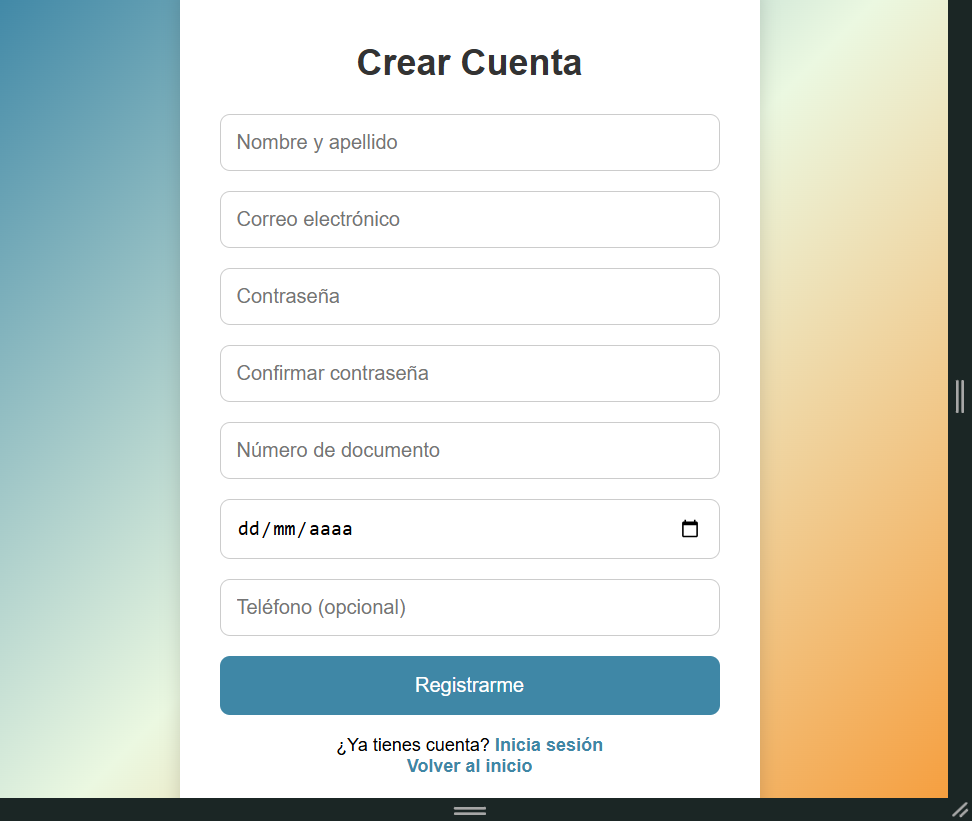 Crear Cuenta
Nombre y apellido
Correo electrónico
Contraseña
Confirmar contraseña
Número de documento
dd/mm/aaaa
Teléfono (opcional)
Registrarme
¿Ya tienes cuenta? Inicia sesión
Volver al inicio